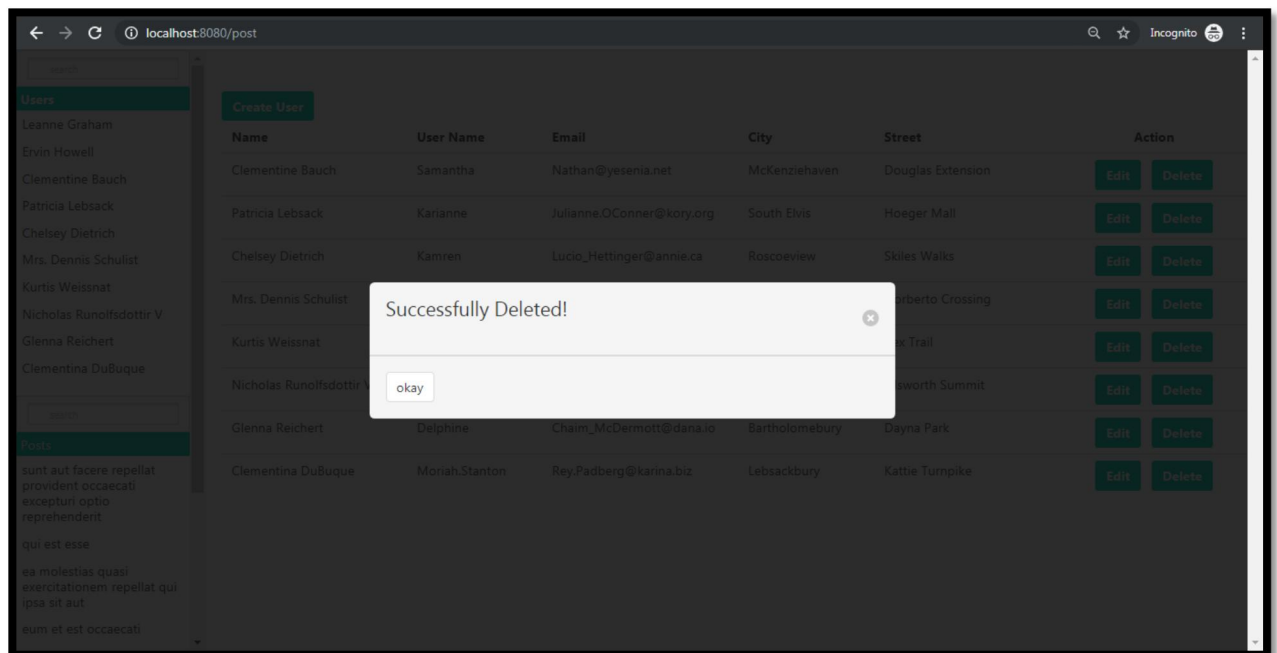 localhost:8080/post
Incognito
Users
Leanne Graham
Ervin Howell
Clementine Bauch
Patricia Lebsack
Chelsey Dietrich
Mrs. Dennis Schulist
Kurtis Weissnat
Nicholas Runolfsdottir V
Glenna Reichert
Clementina DuBuque
Posts
sunt aut facere repellat
provident occaecati
excepturi optio
reprehenderit
qui est esse
ea molestias quasi
exercitationem repellat qui
ipsa sit aut
eum et est occaecati
Create User
Name User Name Email City Street Action
Clementine Bauch Samantha Nathan@yesenia.net McKenziehaven Douglas Extension Edit Delete
Patricia Lebsack Karianne Julianne.OConner@kory.org South Elvis Hoeger Mall Edit Delete
Chelsey Dietrich Kamren Lucio_Hettinger@annie.ca Roscoeview Skiles Walks Edit Delete
Mrs. Dennis Schulist Crossing Edit Delete
Kurtis Weissnat Trail Edit Delete
Nicholas Runolfsdottir Summit Edit Delete
Glenna Reichert Delphine Chaim_McDermott@dana.io Bartholomebury Dayna Park Edit Delete
Clementina DuBuque Moriah.Stanton Rey.Padberg@karina.biz Lebsackbury Kattie Turnpike Edit Delete
Successfully Deleted!
okay